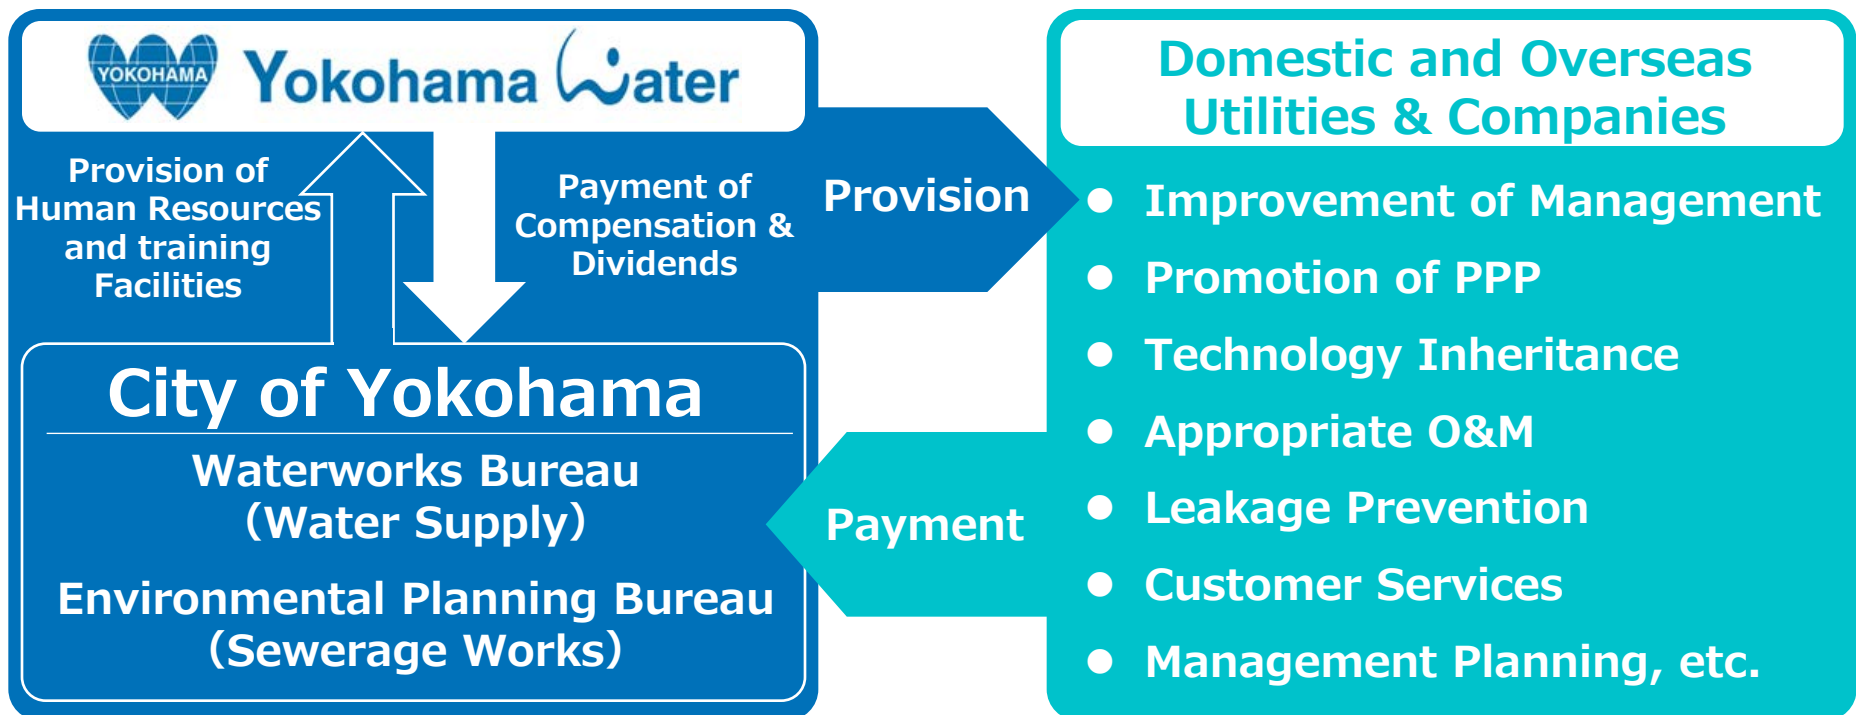 YOKOHAMA
Yokohama Water
Provision of
Human Resources
and training
Facilities
Payment of
Compensation &
Dividends
City of Yokohama
Waterworks Bureau
(Water Supply)
Environmental Planning Bureau
(Sewerage Works)
Provision
Payment
Domestic and Overseas
Utilities & Companies
● Improvement of Management
● Promotion of PPP
● Technology Inheritance
● Appropriate O&M
● Leakage Prevention
● Customer Services
● Management Planning, etc.